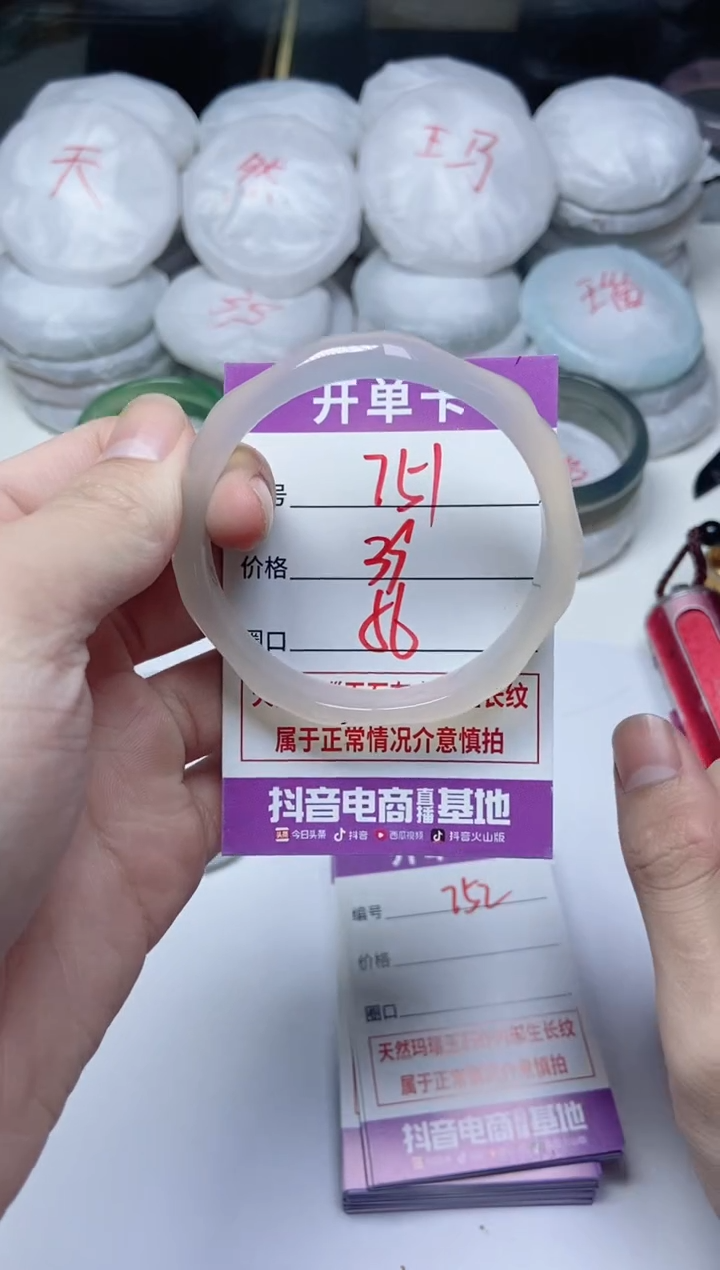 天
然
玛
瑙
开单卡
号 751
价格 35
圈口 56
长纹
属于正常情况介意慎拍
抖音电商直播基地
今日头条 抖音 西瓜视频 抖音火山版
编号 752
价格
圈口
天然玛瑙玉石有内裂生长纹
属于正常情况介意慎拍
抖音电商直播基地